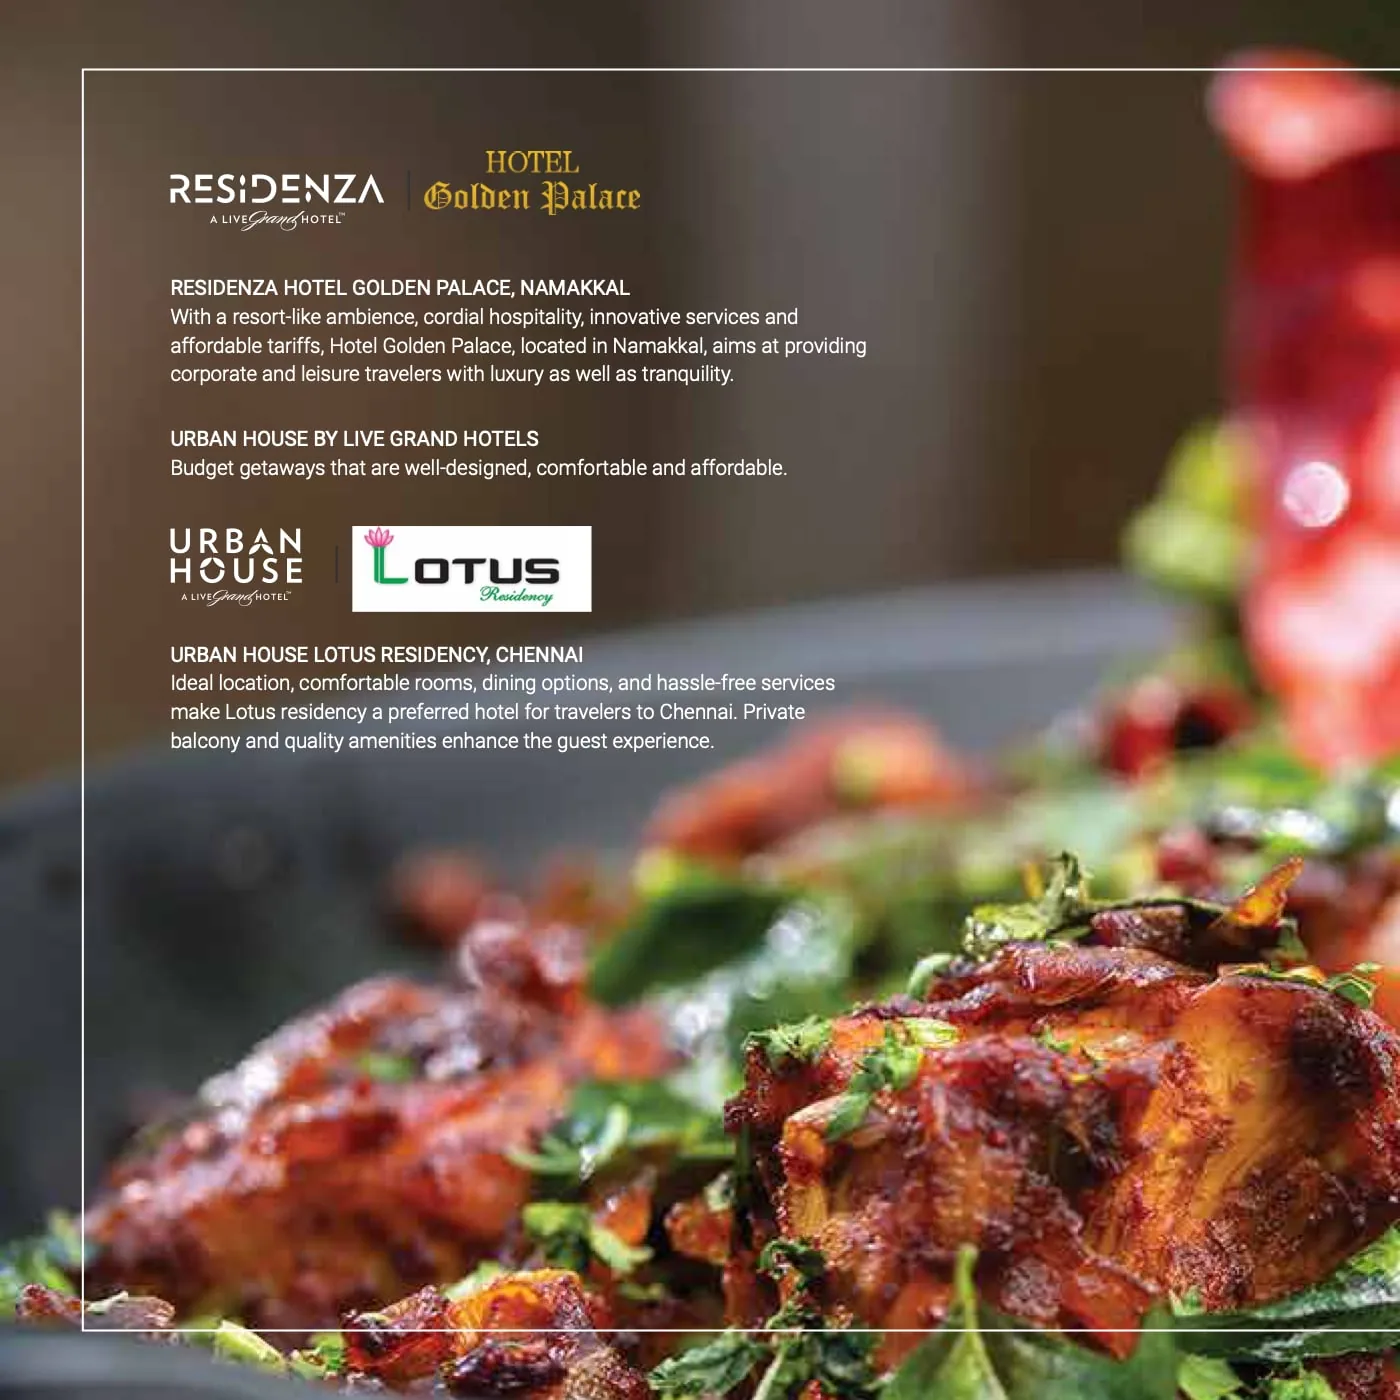 RESIDENZA
A LIVE Grand HOTEL™
HOTEL
Golden Palace
RESIDENZA HOTEL GOLDEN PALACE, NAMAKKAL
With a resort-like ambience, cordial hospitality, innovative services and
affordable tariffs, Hotel Golden Palace, located in Namakkal, aims at providing
corporate and leisure travelers with luxury as well as tranquility.
URBAN HOUSE BY LIVE GRAND HOTELS
Budget getaways that are well-designed, comfortable and affordable.
URBAN
HOUSE
A LIVE Grand HOTEL™
LOTUS
Residency
URBAN HOUSE LOTUS RESIDENCY, CHENNAI
Ideal location, comfortable rooms, dining options, and hassle-free services
make Lotus residency a preferred hotel for travelers to Chennai. Private
balcony and quality amenities enhance the guest experience.